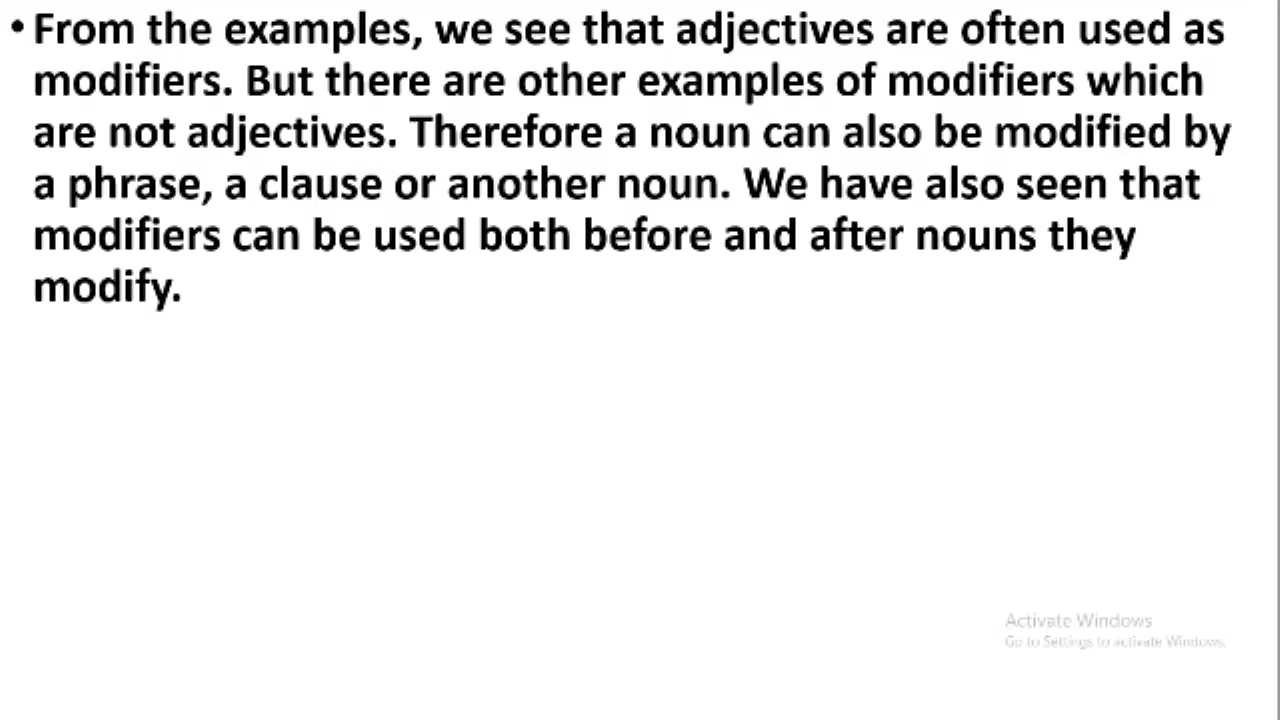 • From the examples, we see that adjectives are often used as
modifiers. But there are other examples of modifiers which
are not adjectives. Therefore a noun can also be modified by
a phrase, a clause or another noun. We have also seen that
modifiers can be used both before and after nouns they
modify.
Activate Windows
Go to Settings to activate Windows.